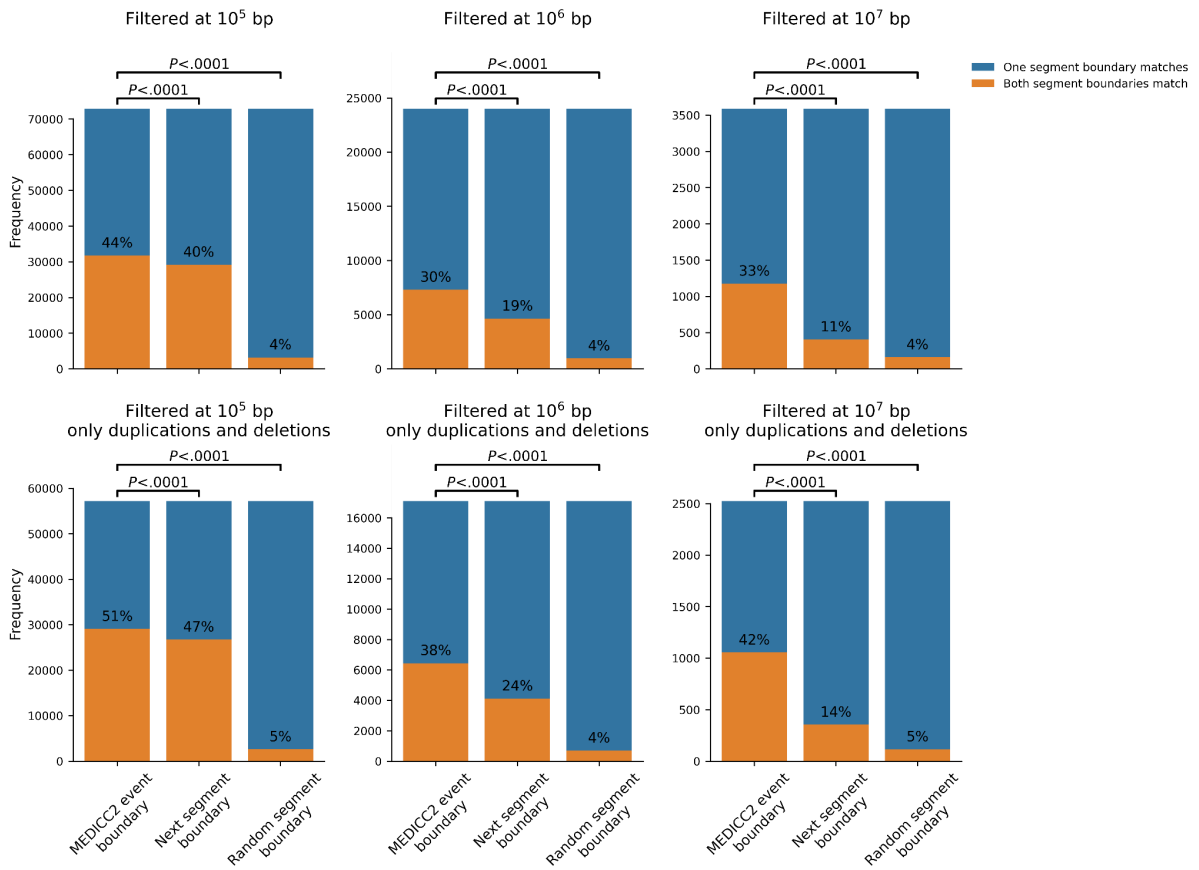 Filtered at 10⁵ bp
Filtered at 10⁶ bp
Filtered at 10⁷ bp
One segment boundary matches
Both segment boundaries match
P<.0001
P<.0001
70000
60000
50000
40000
30000
20000
10000
0
Frequency
44%
40%
4%
P<.0001
P<.0001
25000
20000
15000
10000
5000
0
30%
19%
4%
P<.0001
P<.0001
3500
3000
2500
2000
1500
1000
500
0
33%
11%
4%
Filtered at 10⁵ bp
only duplications and deletions
P<.0001
P<.0001
60000
50000
40000
30000
20000
10000
0
Frequency
51%
47%
5%
MEDICC2 event
boundary
Next segment
boundary
Random segment
boundary
Filtered at 10⁶ bp
only duplications and deletions
P<.0001
P<.0001
16000
14000
12000
10000
8000
6000
4000
2000
0
38%
24%
4%
MEDICC2 event
boundary
Next segment
boundary
Random segment
boundary
Filtered at 10⁷ bp
only duplications and deletions
P<.0001
P<.0001
2500
2000
1500
1000
500
0
42%
14%
5%
MEDICC2 event
boundary
Next segment
boundary
Random segment
boundary